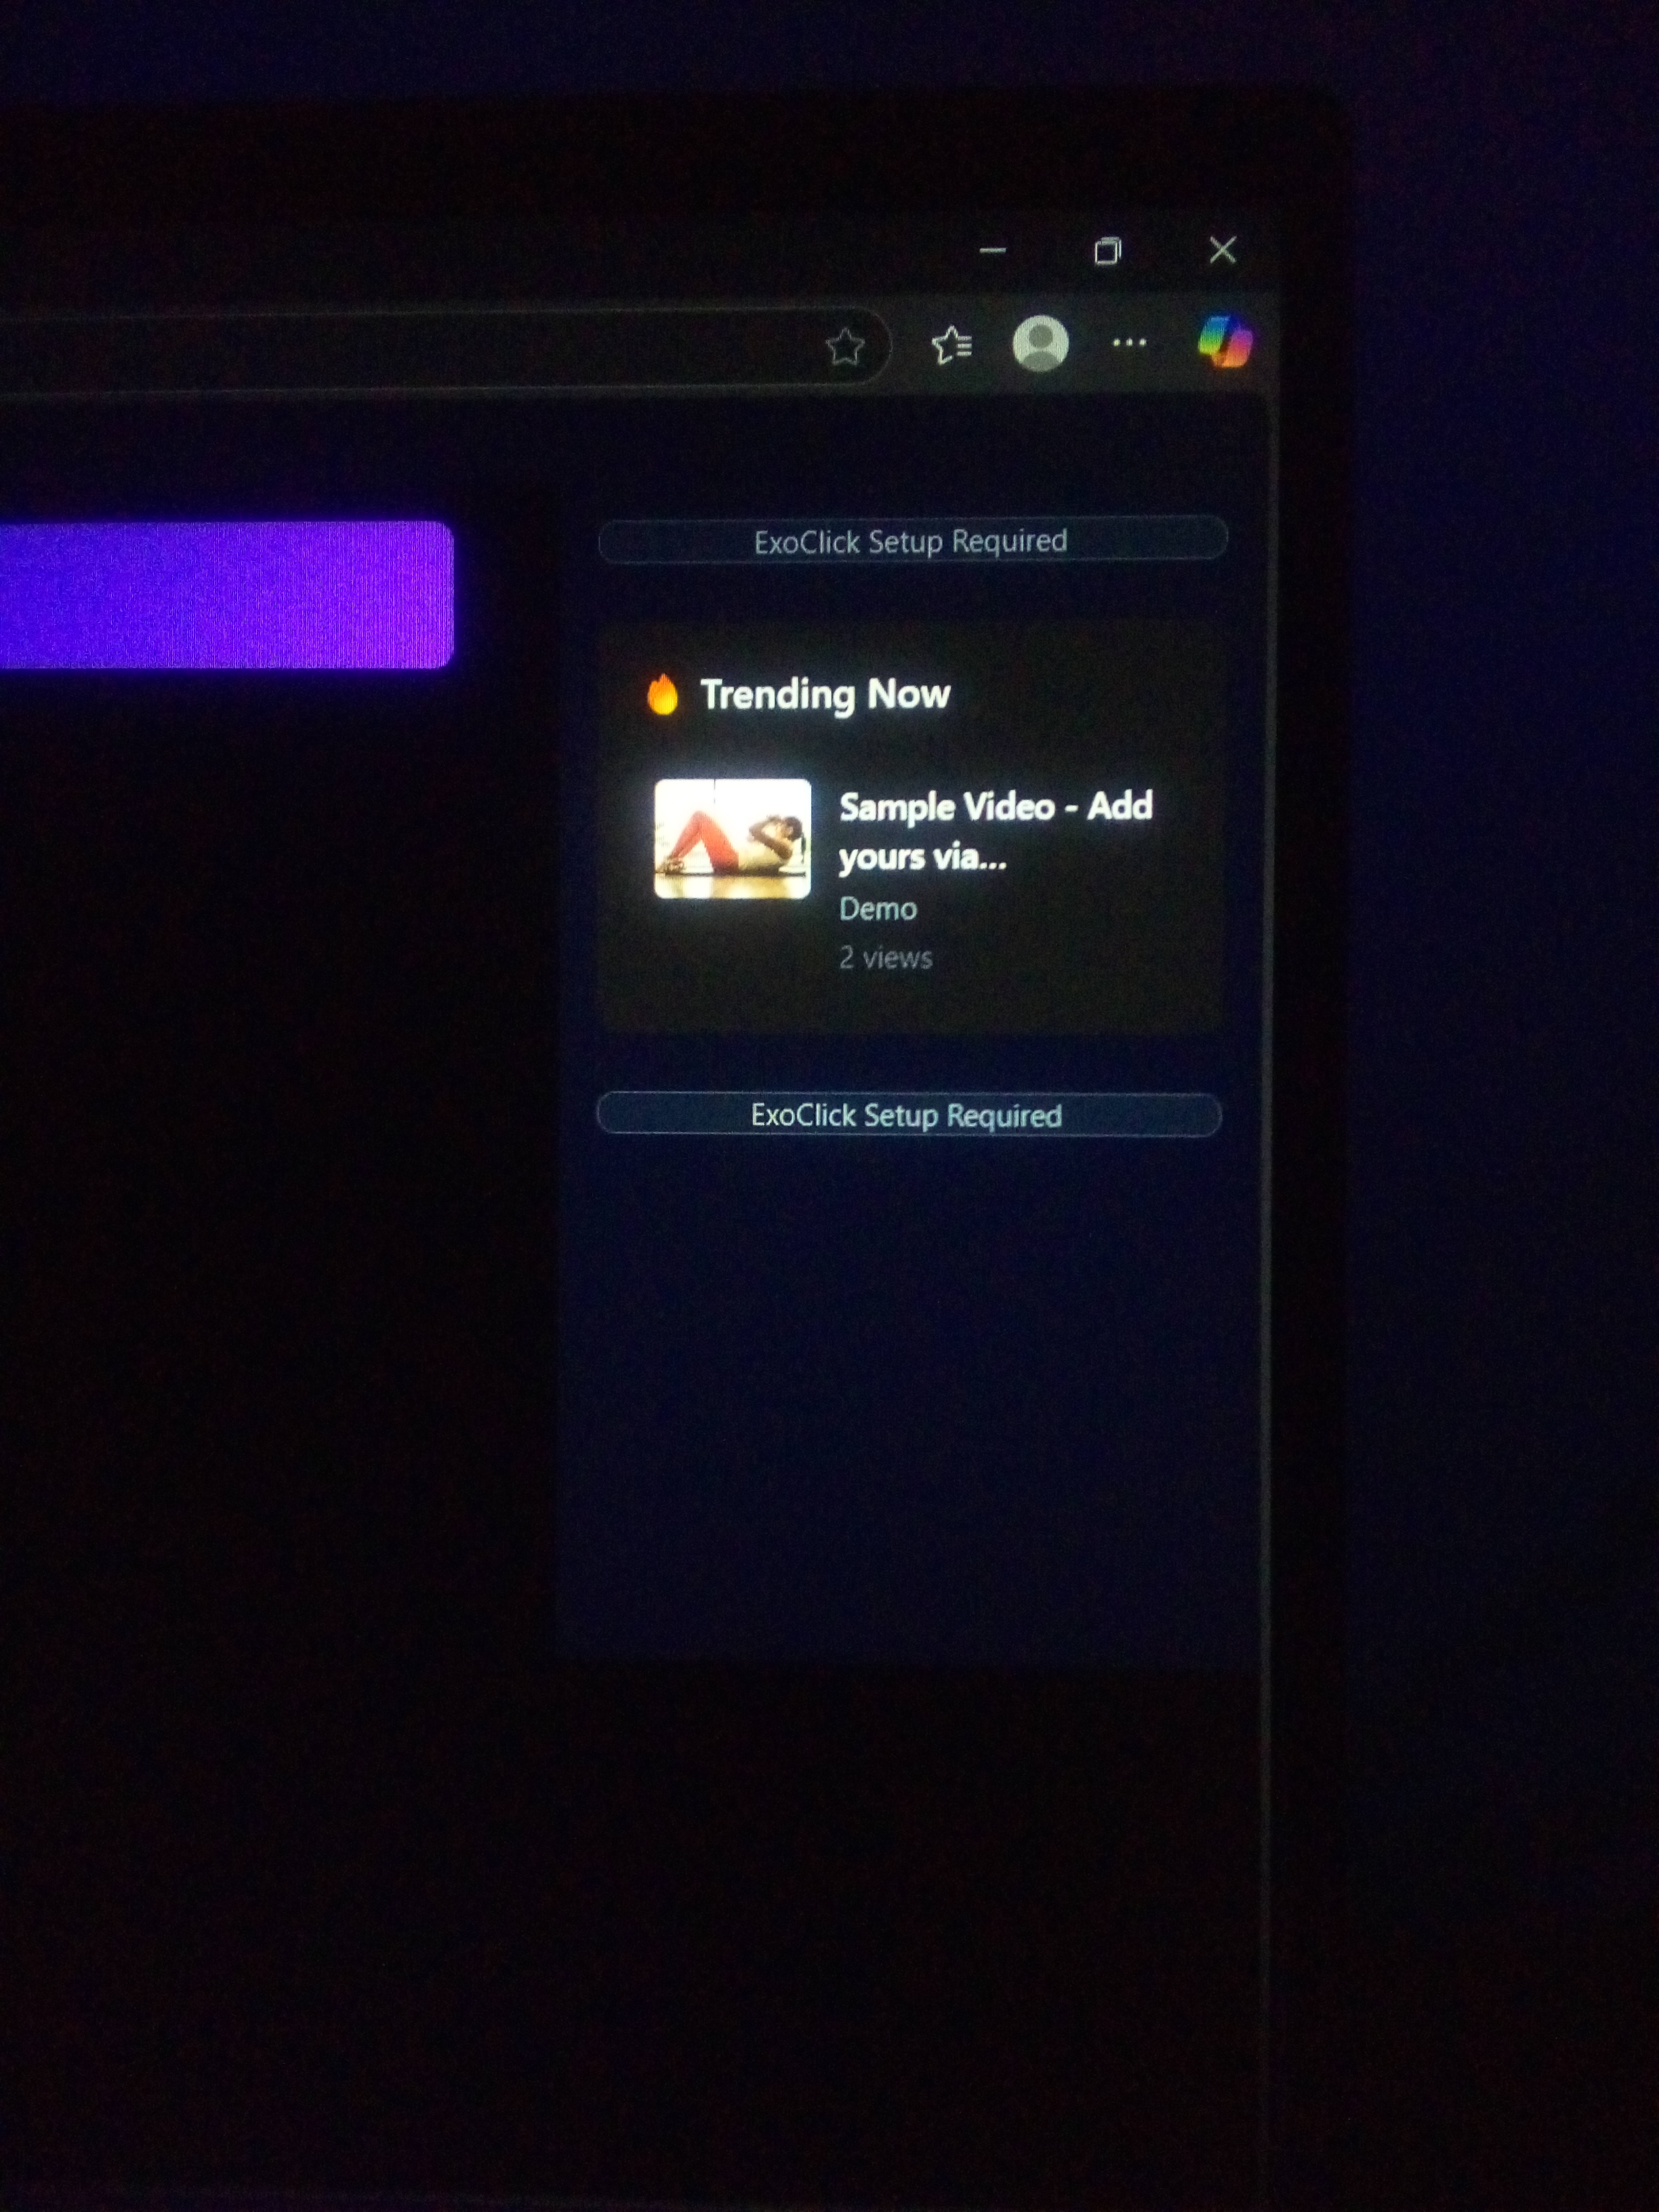 ExoClick Setup Required
🔥 Trending Now
Sample Video - Add
yours via...
Demo
2 views
ExoClick Setup Required